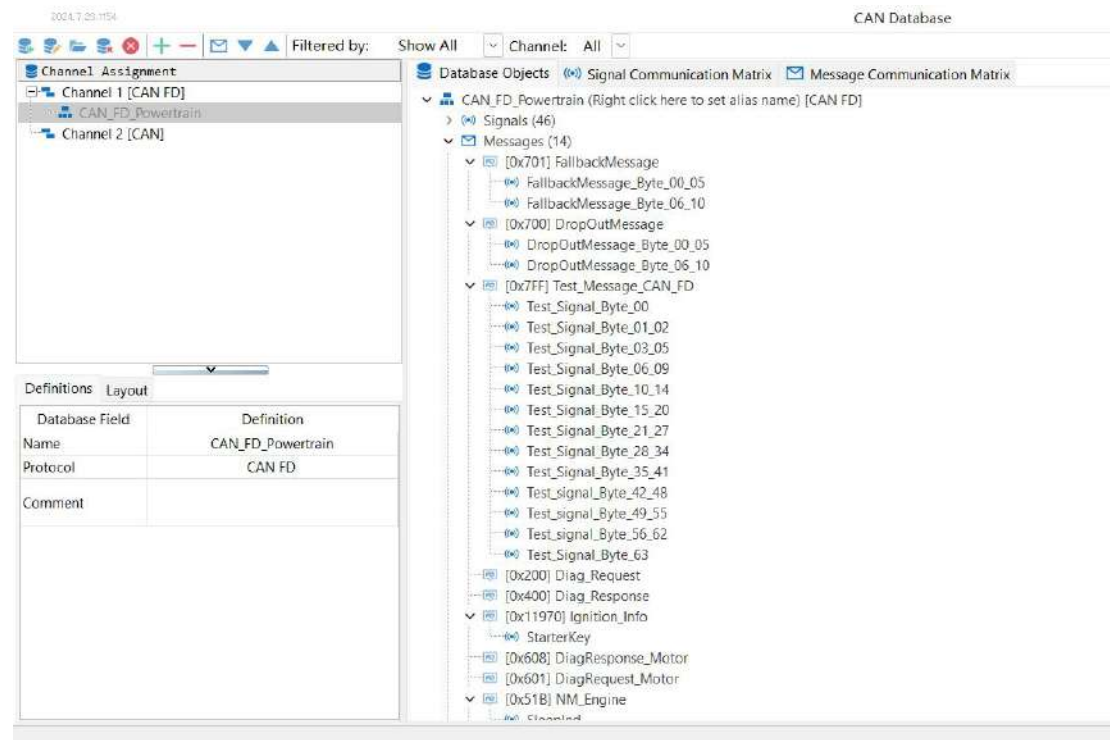 2024.7.23.1154
CAN Database
Filtered by: Show All Channel: All
Channel Assignment
Channel 1 [CAN FD]
CAN_FD_Powertrain
Channel 2 [CAN]
Definitions Layout
Database Field Definition
Name CAN_FD_Powertrain
Protocol CAN FD
Comment
Database Objects Signal Communication Matrix Message Communication Matrix
CAN_FD_Powertrain (Right click here to set alias name) [CAN FD]
Signals (46)
Messages (14)
[0x701] FallbackMessage
FallbackMessage_Byte_00_05
FallbackMessage_Byte_06_10
[0x700] DropOutMessage
DropOutMessage_Byte_00_05
DropOutMessage_Byte_06_10
[0x7FF] Test_Message_CAN_FD
Test_Signal_Byte_00
Test_Signal_Byte_01_02
Test_Signal_Byte_03_05
Test_Signal_Byte_06_09
Test_Signal_Byte_10_14
Test_Signal_Byte_15_20
Test_Signal_Byte_21_27
Test_Signal_Byte_28_34
Test_Signal_Byte_35_41
Test_signal_Byte_42_48
Test_signal_Byte_49_55
Test_signal_Byte_56_62
Test_Signal_Byte_63
[0x200] Diag_Request
[0x400] Diag_Response
[0x11970] Ignition_Info
StarterKey
[0x608] DiagResponse_Motor
[0x601] DiagRequest_Motor
[0x51B] NM_Engine